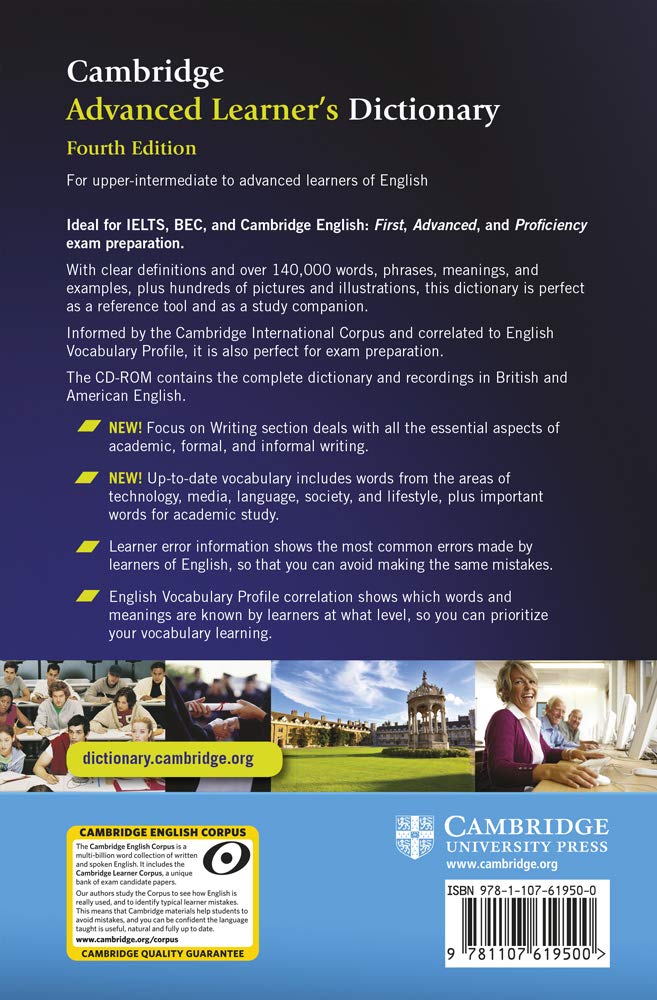 Cambridge
Advanced Learner's Dictionary
Fourth Edition
For upper-intermediate to advanced learners of English
Ideal for IELTS, BEC, and Cambridge English: First, Advanced, and Proficiency
exam preparation.
With clear definitions and over 140,000 words, phrases, meanings, and
examples, plus hundreds of pictures and illustrations, this dictionary is perfect
as a reference tool and as a study companion.
Informed by the Cambridge International Corpus and correlated to English
Vocabulary Profile, it is also perfect for exam preparation.
The CD-ROM contains the complete dictionary and recordings in British and
American English.
NEW! Focus on Writing section deals with all the essential aspects of
academic, formal, and informal writing.
NEW! Up-to-date vocabulary includes words from the areas of
technology, media, language, society, and lifestyle, plus important
words for academic study.
Learner error information shows the most common errors made by
learners of English, so that you can avoid making the same mistakes.
English Vocabulary Profile correlation shows which words and
meanings are known by learners at what level, so you can prioritize
your vocabulary learning.
dictionary.cambridge.org
CAMBRIDGE ENGLISH CORPUS
The Cambridge English Corpus is a
multi-billion word collection of written
and spoken English. It includes the
Cambridge Learner Corpus, a unique
bank of exam candidate papers.
Our authors study the Corpus to see how English is
really used, and to identify typical learner mistakes.
This means that Cambridge materials help students to
avoid mistakes, and you can be confident the language
taught is useful, natural and fully up to date.
www.cambridge.org/corpus
CAMBRIDGE QUALITY GUARANTEE
CAMBRIDGE
UNIVERSITY PRESS
www.cambridge.org
ISBN 978-1-107-61950-0
9 781107 619500 >